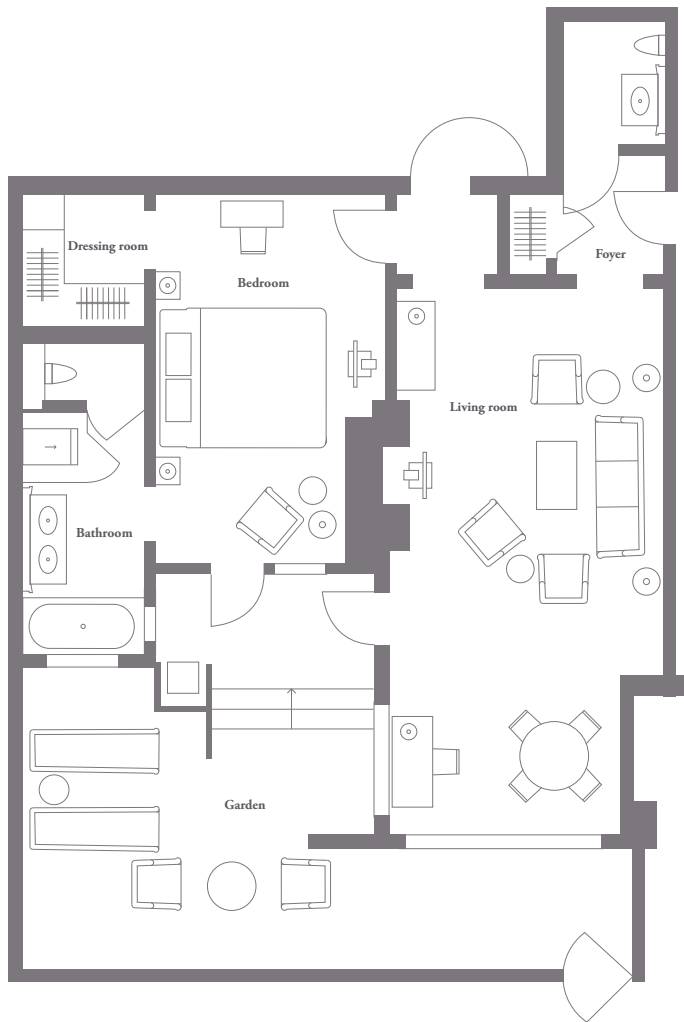 Dressing room
Bedroom
Foyer
Living room
Bathroom
Garden